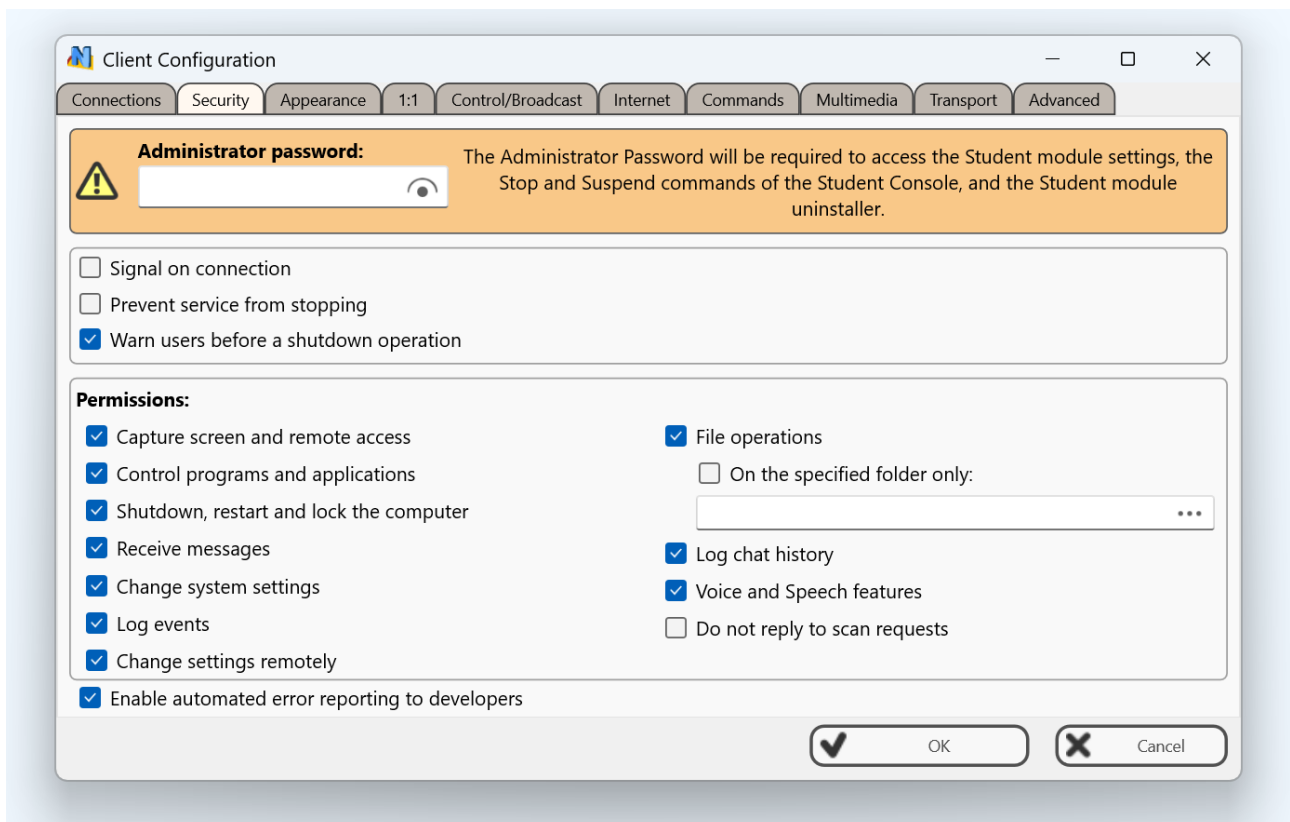 Client Configuration
Connections Security Appearance 1:1 Control/Broadcast Internet Commands Multimedia Transport Advanced
Administrator password:
The Administrator Password will be required to access the Student module settings, the
Stop and Suspend commands of the Student Console, and the Student module
uninstaller.
Signal on connection
Prevent service from stopping
Warn users before a shutdown operation
Permissions:
Capture screen and remote access
Control programs and applications
Shutdown, restart and lock the computer
Receive messages
Change system settings
Log events
Change settings remotely
File operations
On the specified folder only:
Log chat history
Voice and Speech features
Do not reply to scan requests
Enable automated error reporting to developers
OK Cancel